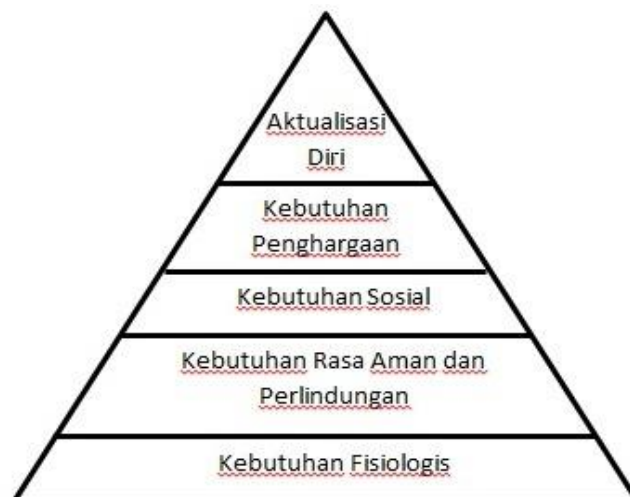 Aktualisasi
Diri
Kebutuhan
Penghargaan
Kebutuhan Sosial
Kebutuhan Rasa Aman dan
Perlindungan
Kebutuhan Fisiologis